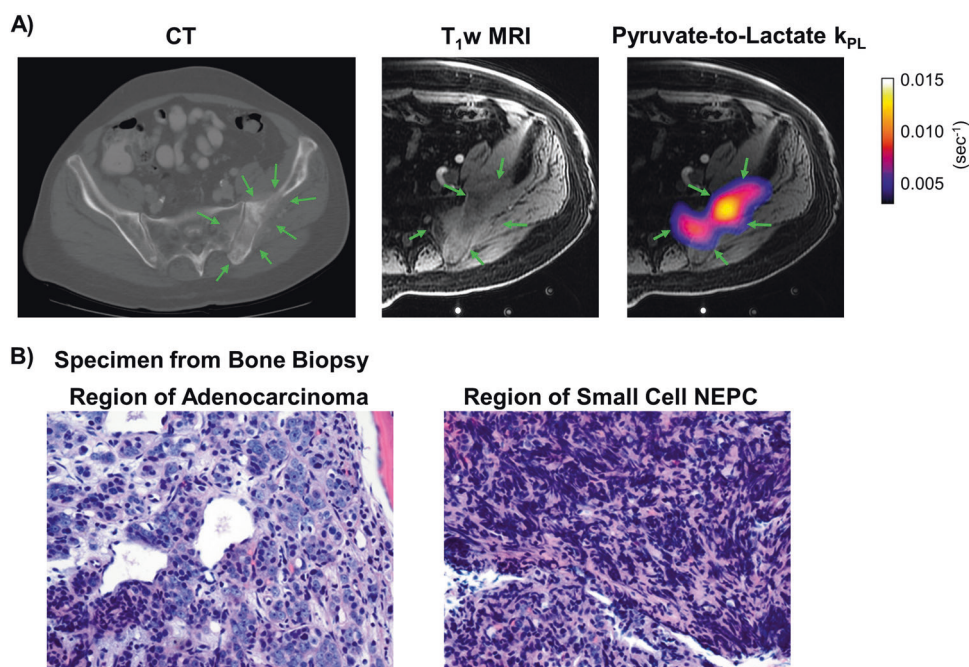 A)
CT
T₁w MRI
Pyruvate-to-Lactate kPL
0.015
0.010
0.005
(sec⁻¹)
B) Specimen from Bone Biopsy
Region of Adenocarcinoma
Region of Small Cell NEPC